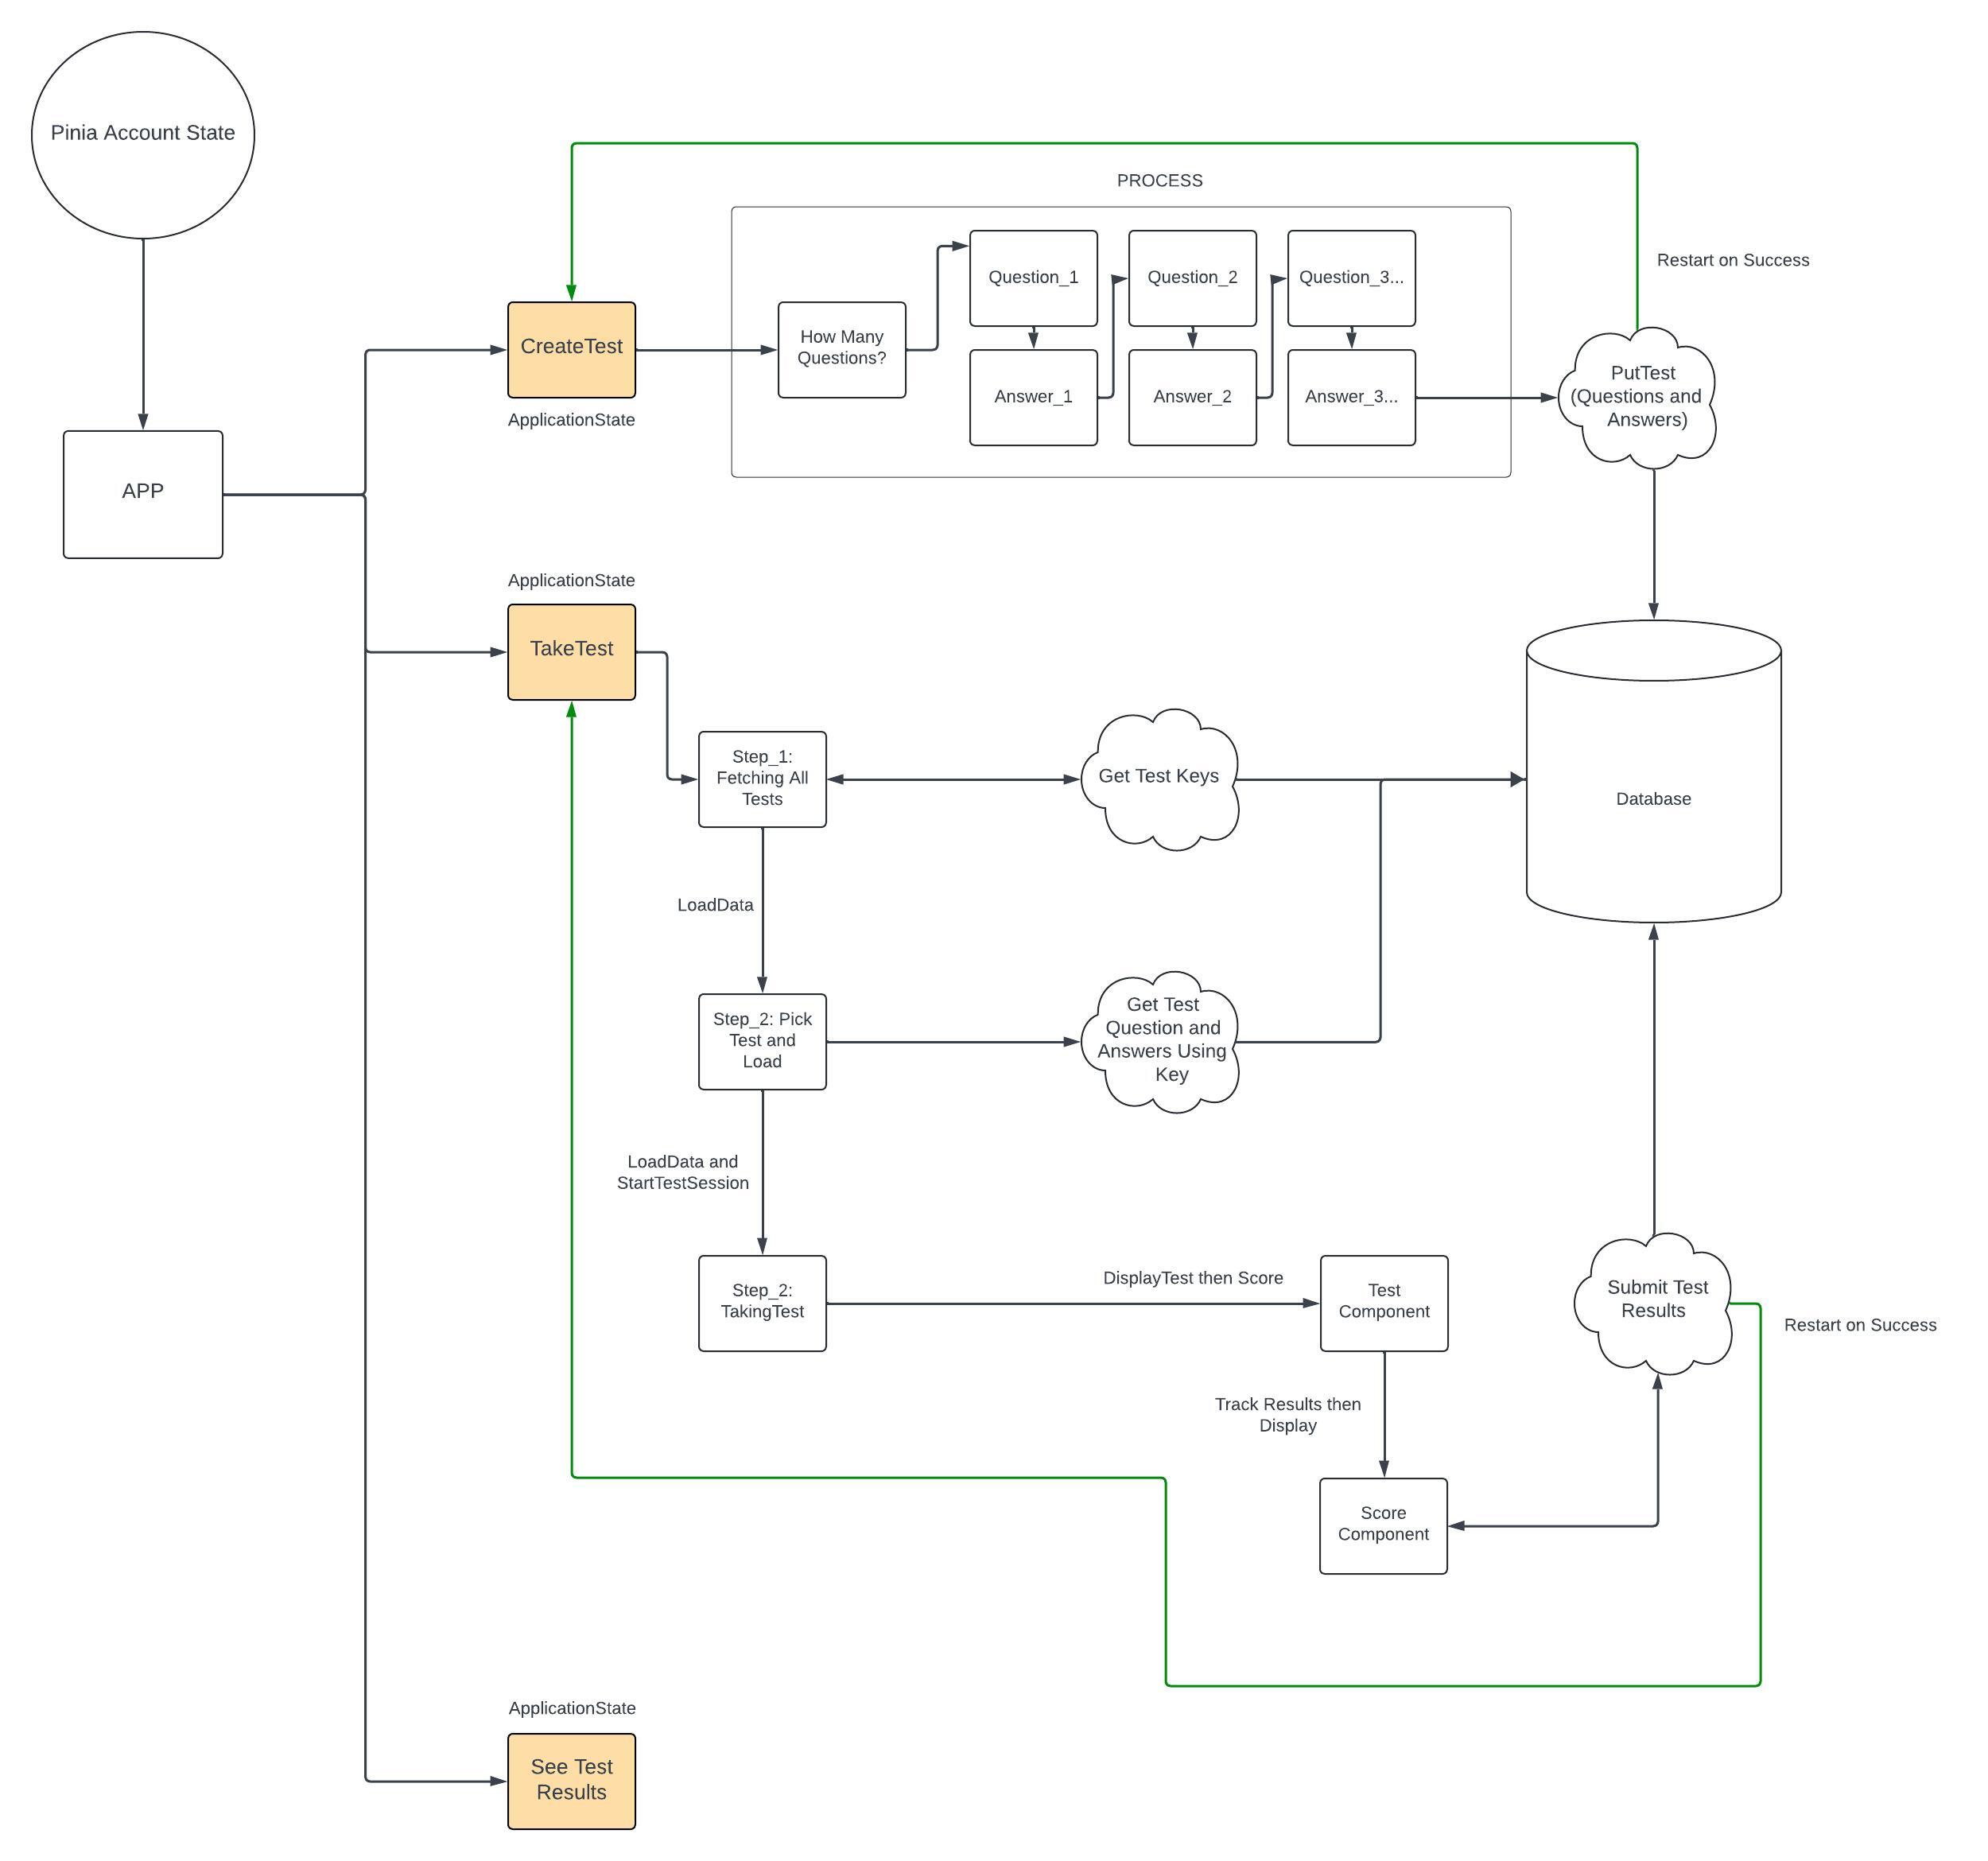 Pinia Account State
PROCESS
Restart on Success
Question_1
Question_2
Question_3...
How Many
Questions?
CreateTest
Answer_1
Answer_2
Answer_3...
PutTest
(Questions and
Answers)
ApplicationState
APP
ApplicationState
TakeTest
Step_1:
Fetching All
Tests
Get Test Keys
Database
LoadData
Step_2: Pick
Test and
Load
Get Test
Question and
Answers Using
Key
LoadData and
StartTestSession
Step_2:
TakingTest
DisplayTest then Score
Test
Component
Submit Test
Results
Restart on Success
Track Results then
Display
Score
Component
ApplicationState
See Test
Results